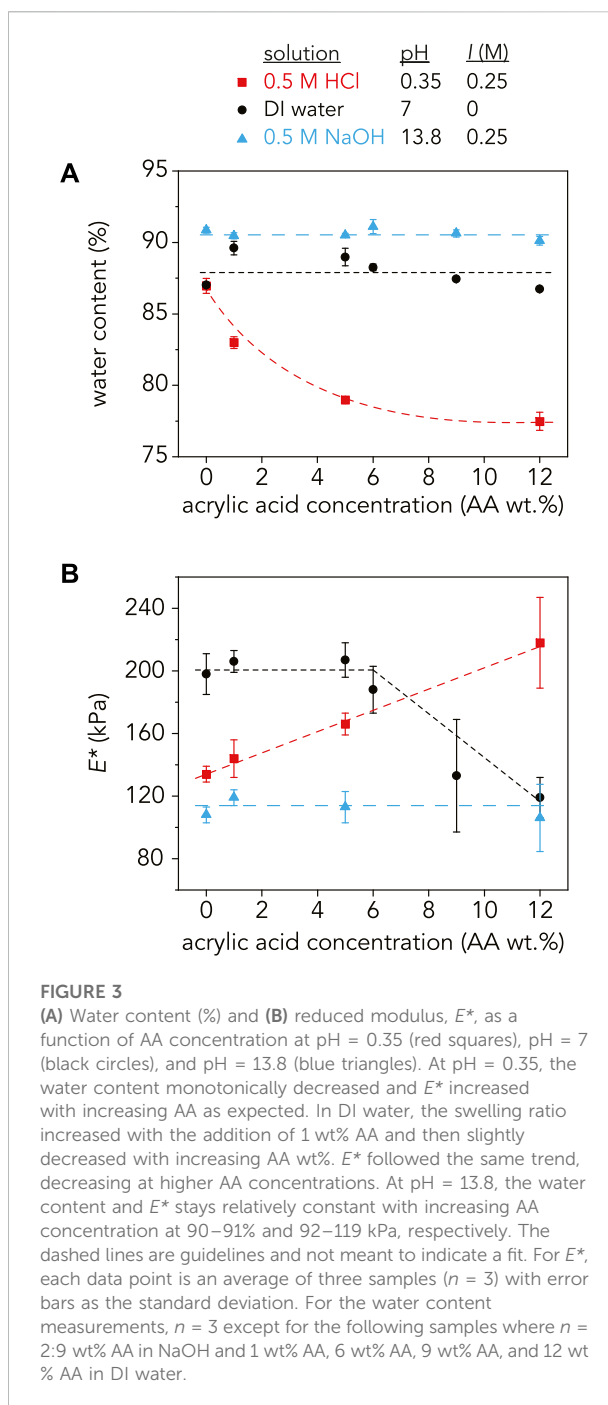 solution pH I (M)
0.5 M HCl 0.35 0.25
DI water 7 0
0.5 M NaOH 13.8 0.25
A
95
90
85
80
75
water content (%)
0 2 4 6 8 10 12
acrylic acid concentration (AA wt.%)
B
240
200
160
120
80
E* (kPa)
0 2 4 6 8 10 12
acrylic acid concentration (AA wt.%)
FIGURE 3
(A) Water content (%) and (B) reduced modulus, E*, as a
function of AA concentration at pH = 0.35 (red squares), pH = 7
(black circles), and pH = 13.8 (blue triangles). At pH = 0.35, the
water content monotonically decreased and E* increased
with increasing AA as expected. In DI water, the swelling ratio
increased with the addition of 1 wt% AA and then slightly
decreased with increasing AA wt%. E* followed the same trend,
decreasing at higher AA concentrations. At pH = 13.8, the water
content and E* stays relatively constant with increasing AA
concentration at 90–91% and 92–119 kPa, respectively. The
dashed lines are guidelines and not meant to indicate a fit. For E*,
each data point is an average of three samples (n = 3) with error
bars as the standard deviation. For the water content
measurements, n = 3 except for the following samples where n =
2:9 wt% AA in NaOH and 1 wt% AA, 6 wt% AA, 9 wt% AA, and 12 wt
% AA in DI water.